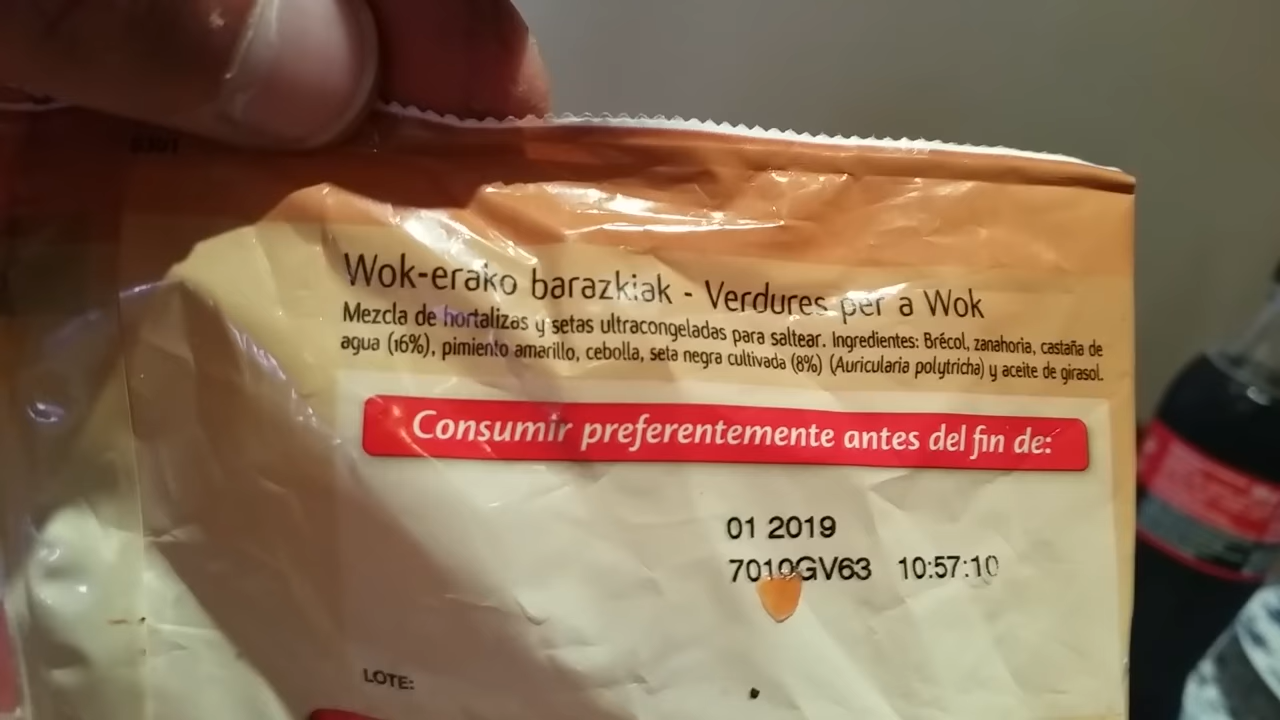 Wok-erako barazkiak - Verdures per a Wok
Mezcla de hortalizas y setas ultracongeladas para saltear. Ingredientes: Brécol, zanahoria, castaña de
agua (16%), pimiento amarillo, cebolla, seta negra cultivada (8%) (Auricularia polytricha) y aceite de girasol.
Consumir preferentemente antes del fin de:
01 2019
7010GV63 10:57:10
LOTE: